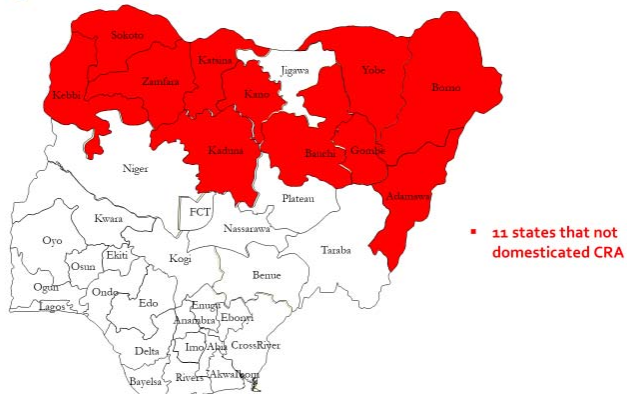 Sokoto
Katsina
Jigawa
Yobe
Borno
Kebbi
Zamfara
Kano
Kaduna
Bauchi
Gombe
Adamawa
Niger
FCT
Plateau
Kwara
Nassarawa
Taraba
Oyo
Ekiti
Kogi
Osun
Benue
Ogun
Ondo
Lagos
Edo
Enugu
Anambra
Ebonyi
Delta
Imo
Abia
CrossRiver
Bayelsa
Rivers
AkwaIbom
▪ 11 states that not
domesticated CRA